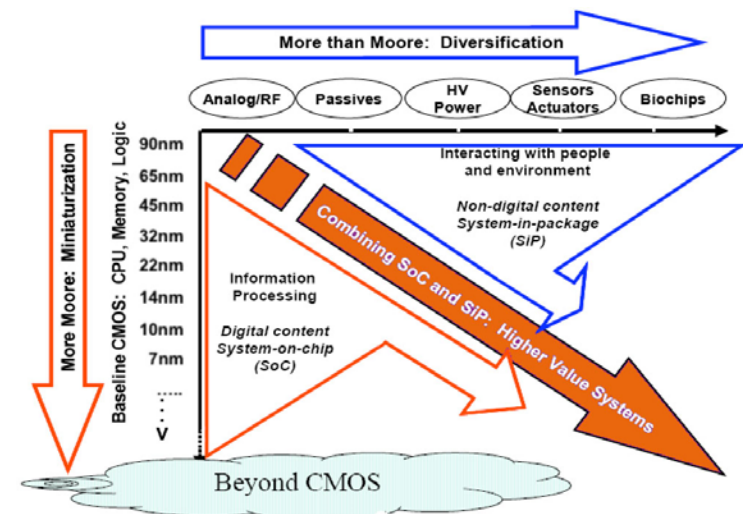 More than Moore: Diversification
Analog/RF
Passives
HV
Power
Sensors
Actuators
Biochips
More Moore: Miniaturization
Baseline CMOS: CPU, Memory, Logic
90nm
65nm
45nm
32nm
22nm
14nm
10nm
7nm
V
Interacting with people
and environment
Non-digital content
System-in-package
(SiP)
Combining SoC and SiP: Higher Value Systems
Information
Processing
Digital content
System-on-chip
(SoC)
Beyond CMOS